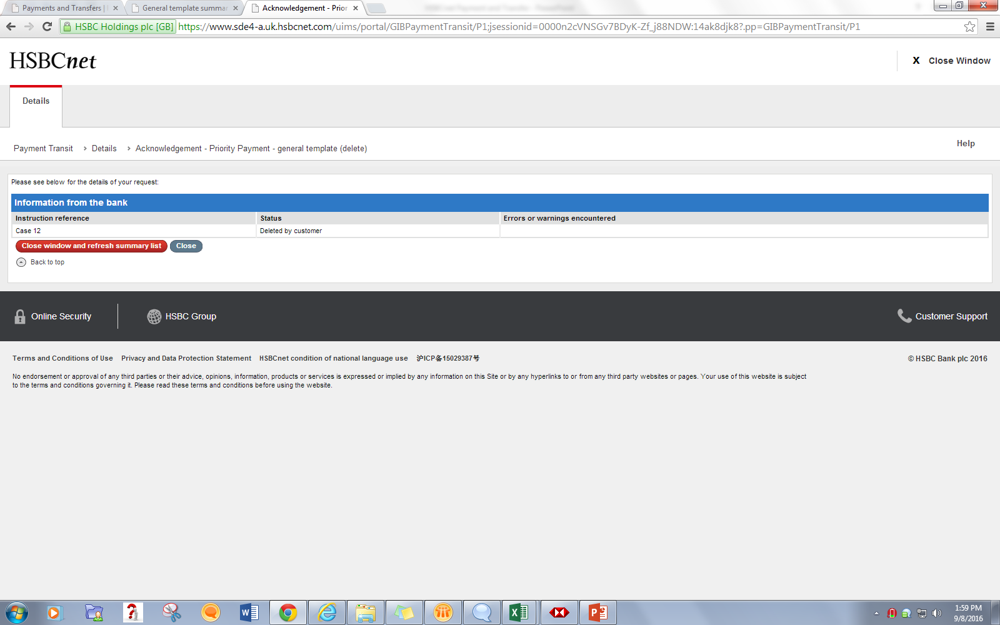 Payments and Transfers |
General template summar
Acknowledgement - Prior
HSBC Holdings plc [GB]
https://www.sde4-a.uk.hsbcnet.com/uims/portal/GIBPaymentTransit/P1;jsessionid=0000n2cVNSGv7BDyK-Zf_j88NDW:14ak8djk8?.pp=GIBPaymentTransit/P1
HSBCnet
X Close Window
Details
Payment Transit > Details > Acknowledgement - Priority Payment - general template (delete)
Help
Please see below for the details of your request:
Information from the bank
Instruction reference Status Errors or warnings encountered
Case 12 Deleted by customer
Close window and refresh summary list Close
Back to top
Online Security HSBC Group Customer Support
Terms and Conditions of Use Privacy and Data Protection Statement HSBCnet condition of national language use 沪ICP备15029387号 © HSBC Bank plc 2016
No endorsement or approval of any third parties or their advice, opinions, information, products or services is expressed or implied by any information on this Site or by any hyperlinks to or from any third party websites or pages. Your use of this website is subject
to the terms and conditions governing it. Please read these terms and conditions before using the website.
1:59 PM
9/8/2016